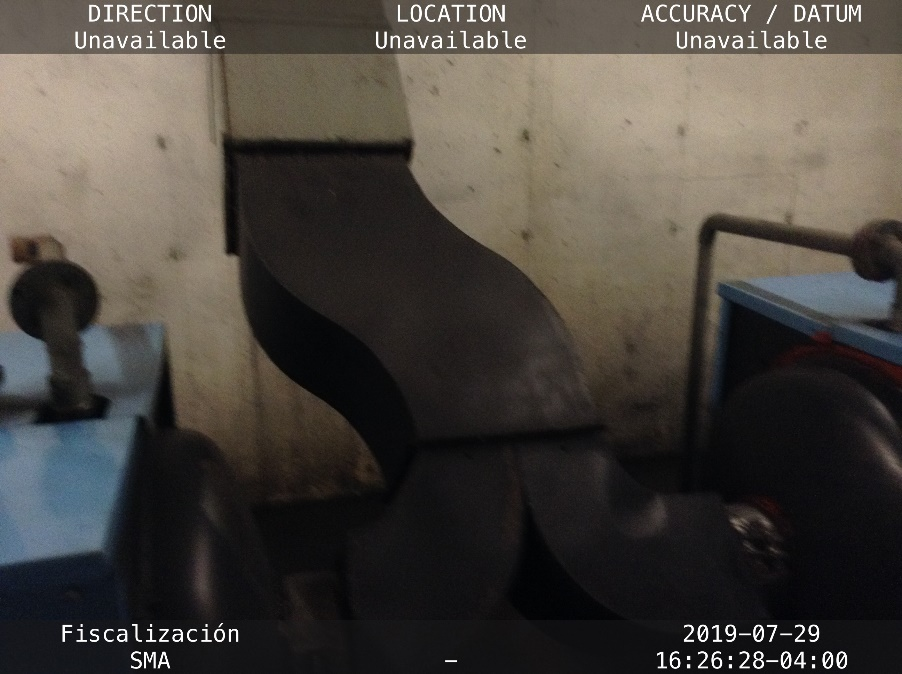 DIRECTION
Unavailable
LOCATION
Unavailable
ACCURACY / DATUM
Unavailable
Fiscalización
SMA
–
2019-07-29
16:26:28-04:00